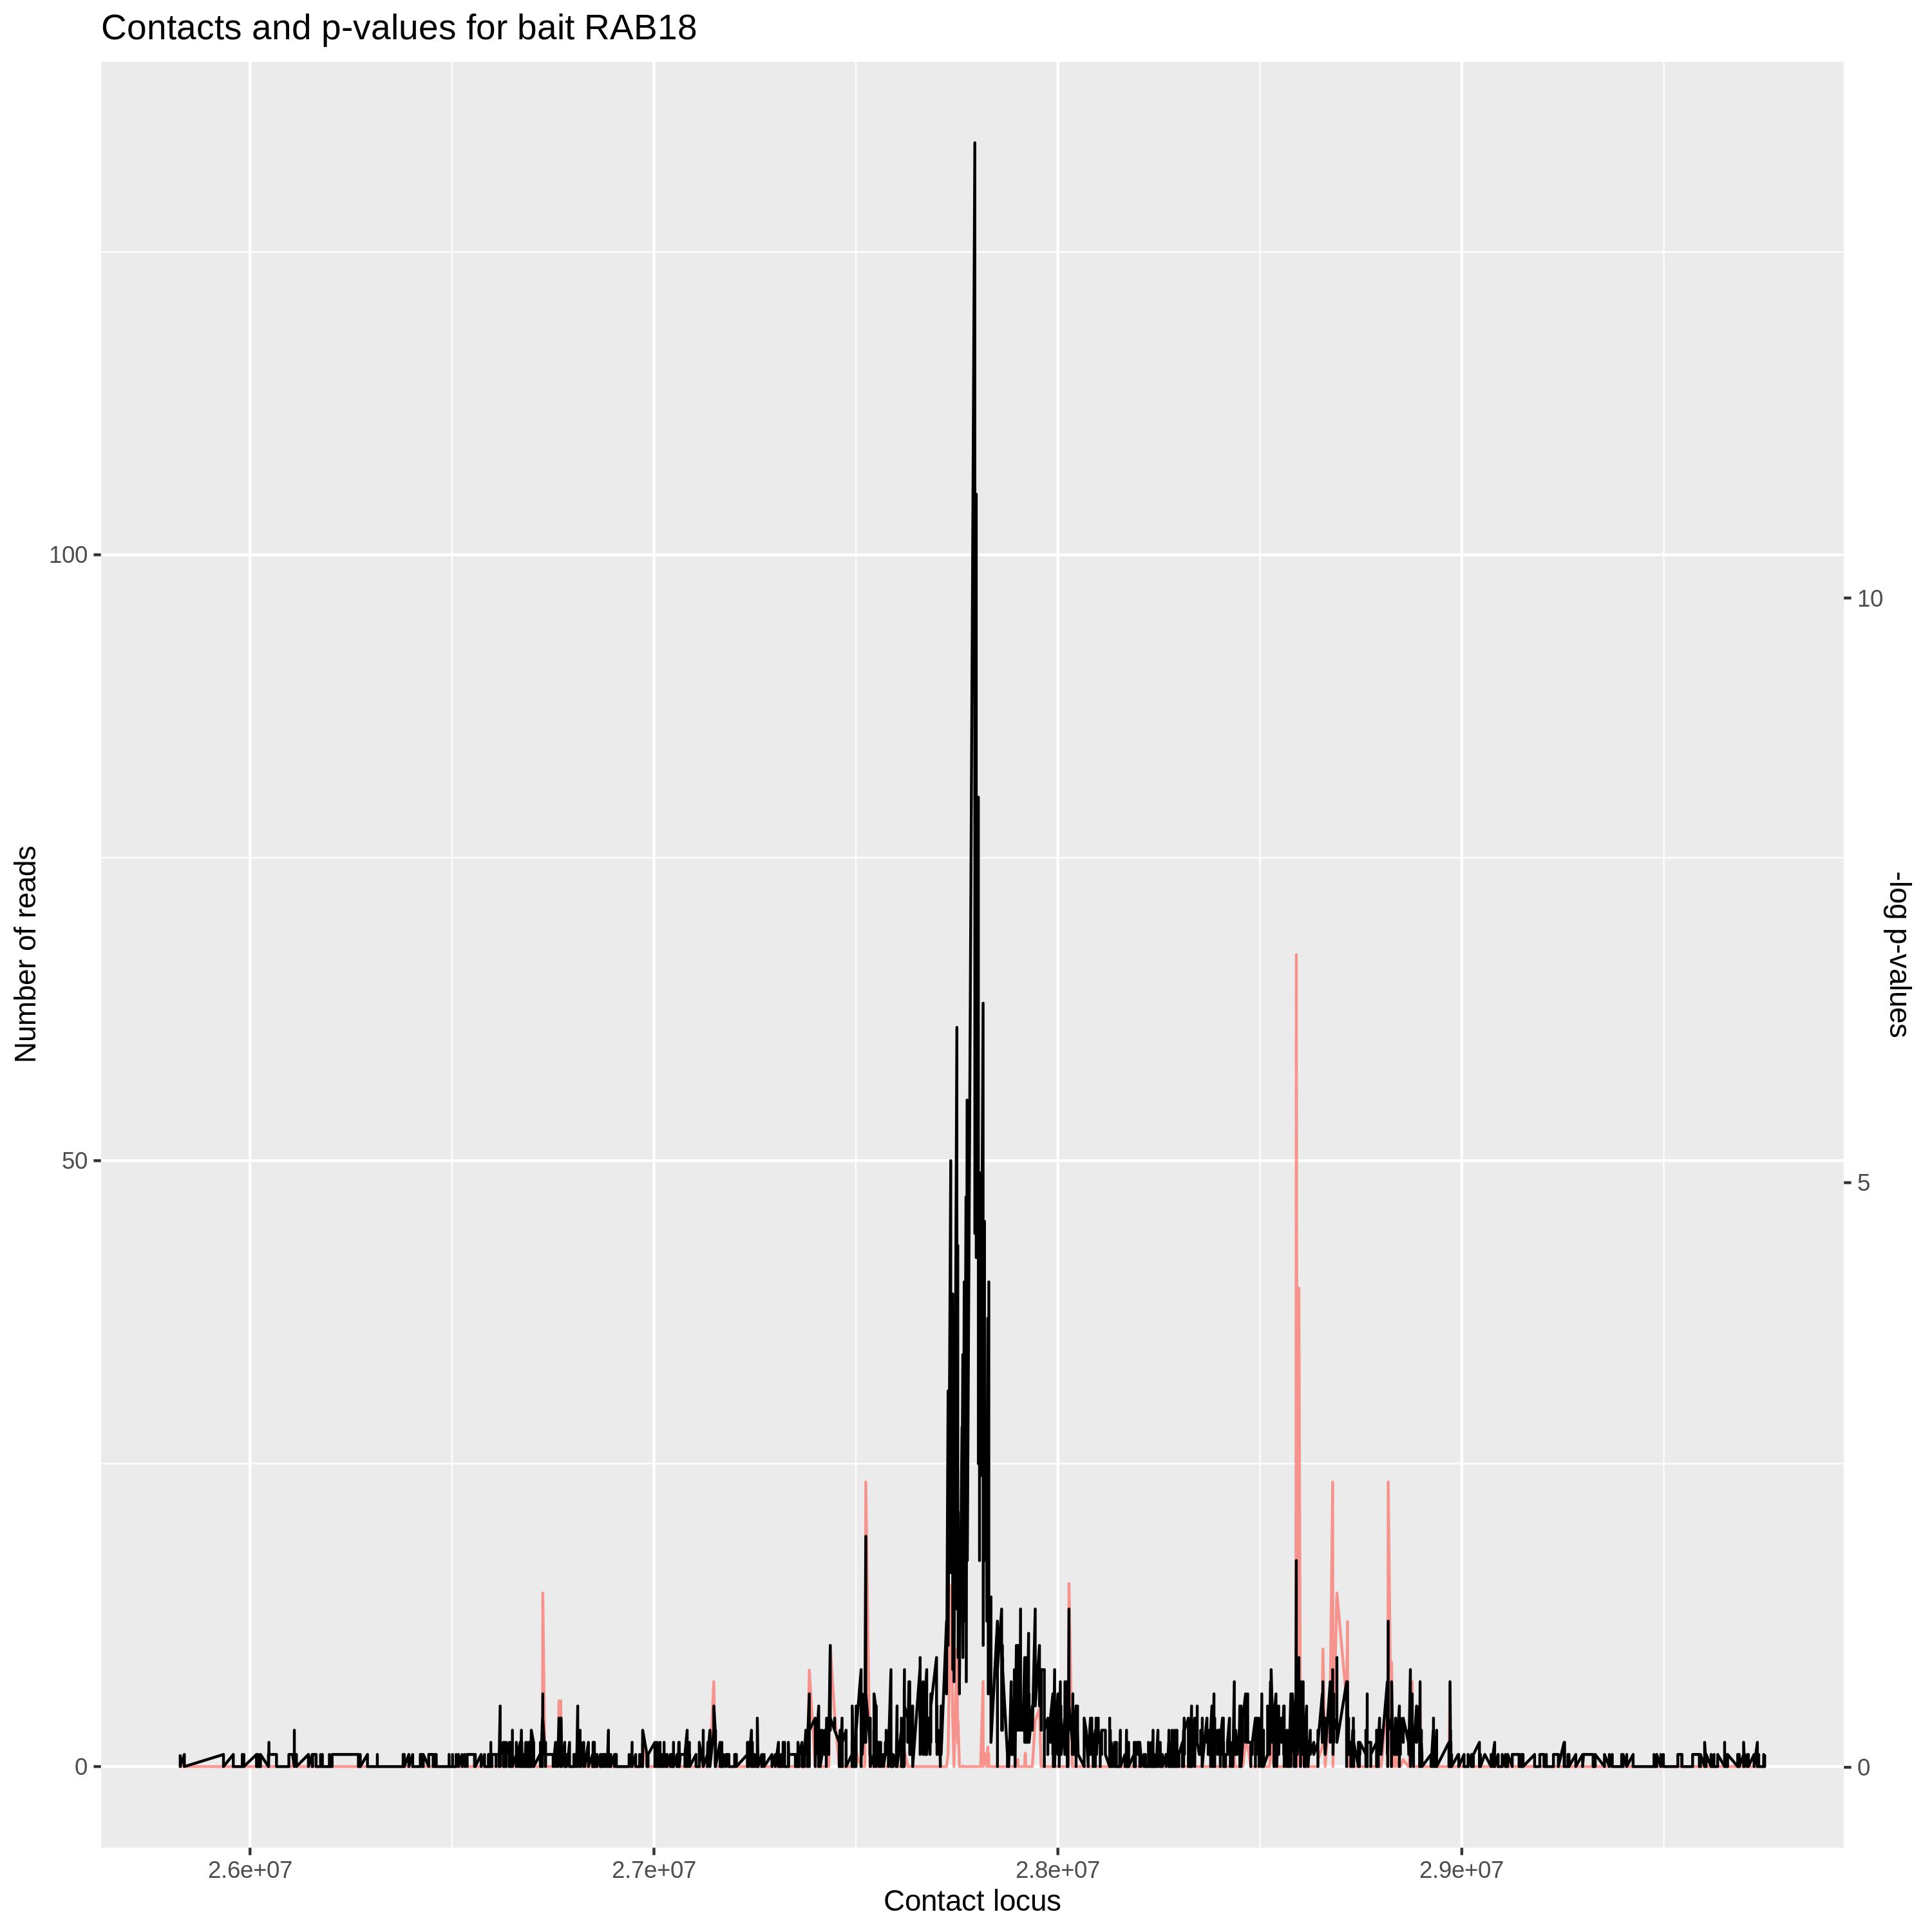 Contacts and p-values for bait RAB18
Number of reads
100
50
0
10
5
0
-log p-values
2.6e+07 2.7e+07 2.8e+07 2.9e+07
Contact locus